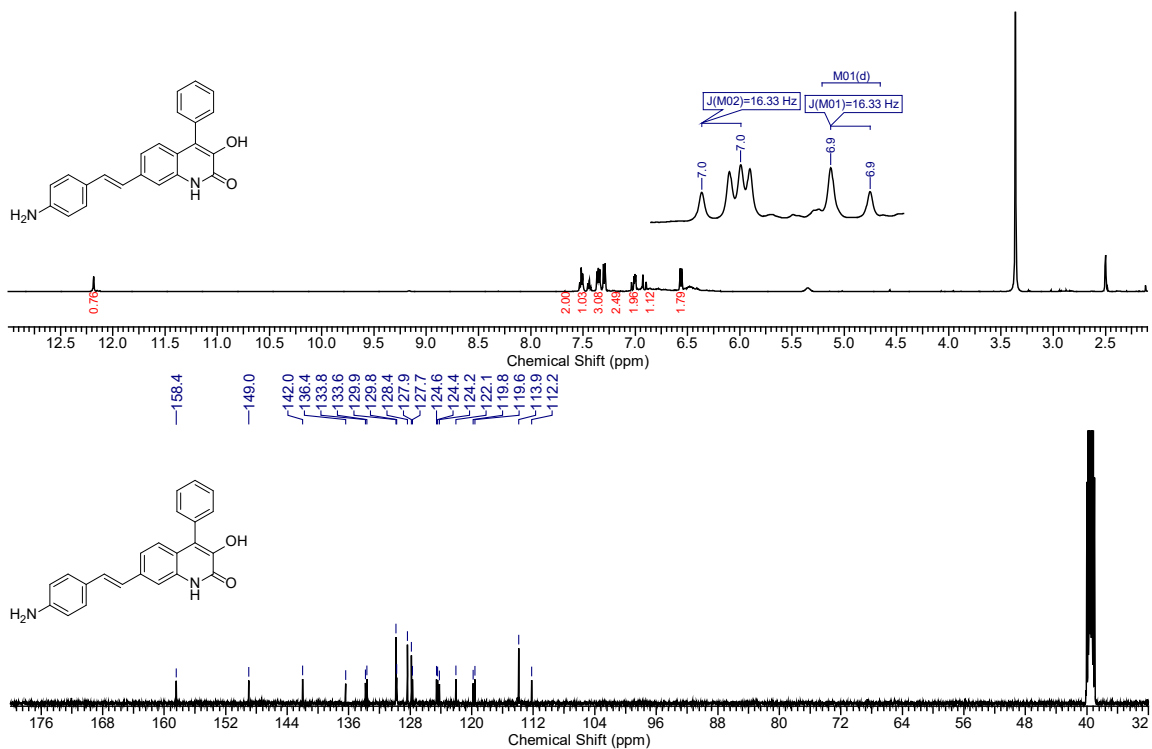 M01(d)
J(M02)=16.33 Hz
J(M01)=16.33 Hz
7.0
7.0
6.9
6.9
OH
NH
O
H2N
0.76
2.00
1.03
3.08
2.49
1.96
1.12
1.79
12.5 12.0 11.5 11.0 10.5 10.0 9.5 9.0 8.5 8.0 7.5 7.0 6.5 6.0 5.5 5.0 4.5 4.0 3.5 3.0 2.5
Chemical Shift (ppm)
158.4
149.0
142.0
136.4
133.8
133.6
129.9
129.8
128.4
127.9
127.7
124.6
124.4
124.2
122.1
119.8
119.6
113.9
112.2
OH
NH
O
H2N
176 168 160 152 144 136 128 120 112 104 96 88 80 72 64 56 48 40 32
Chemical Shift (ppm)